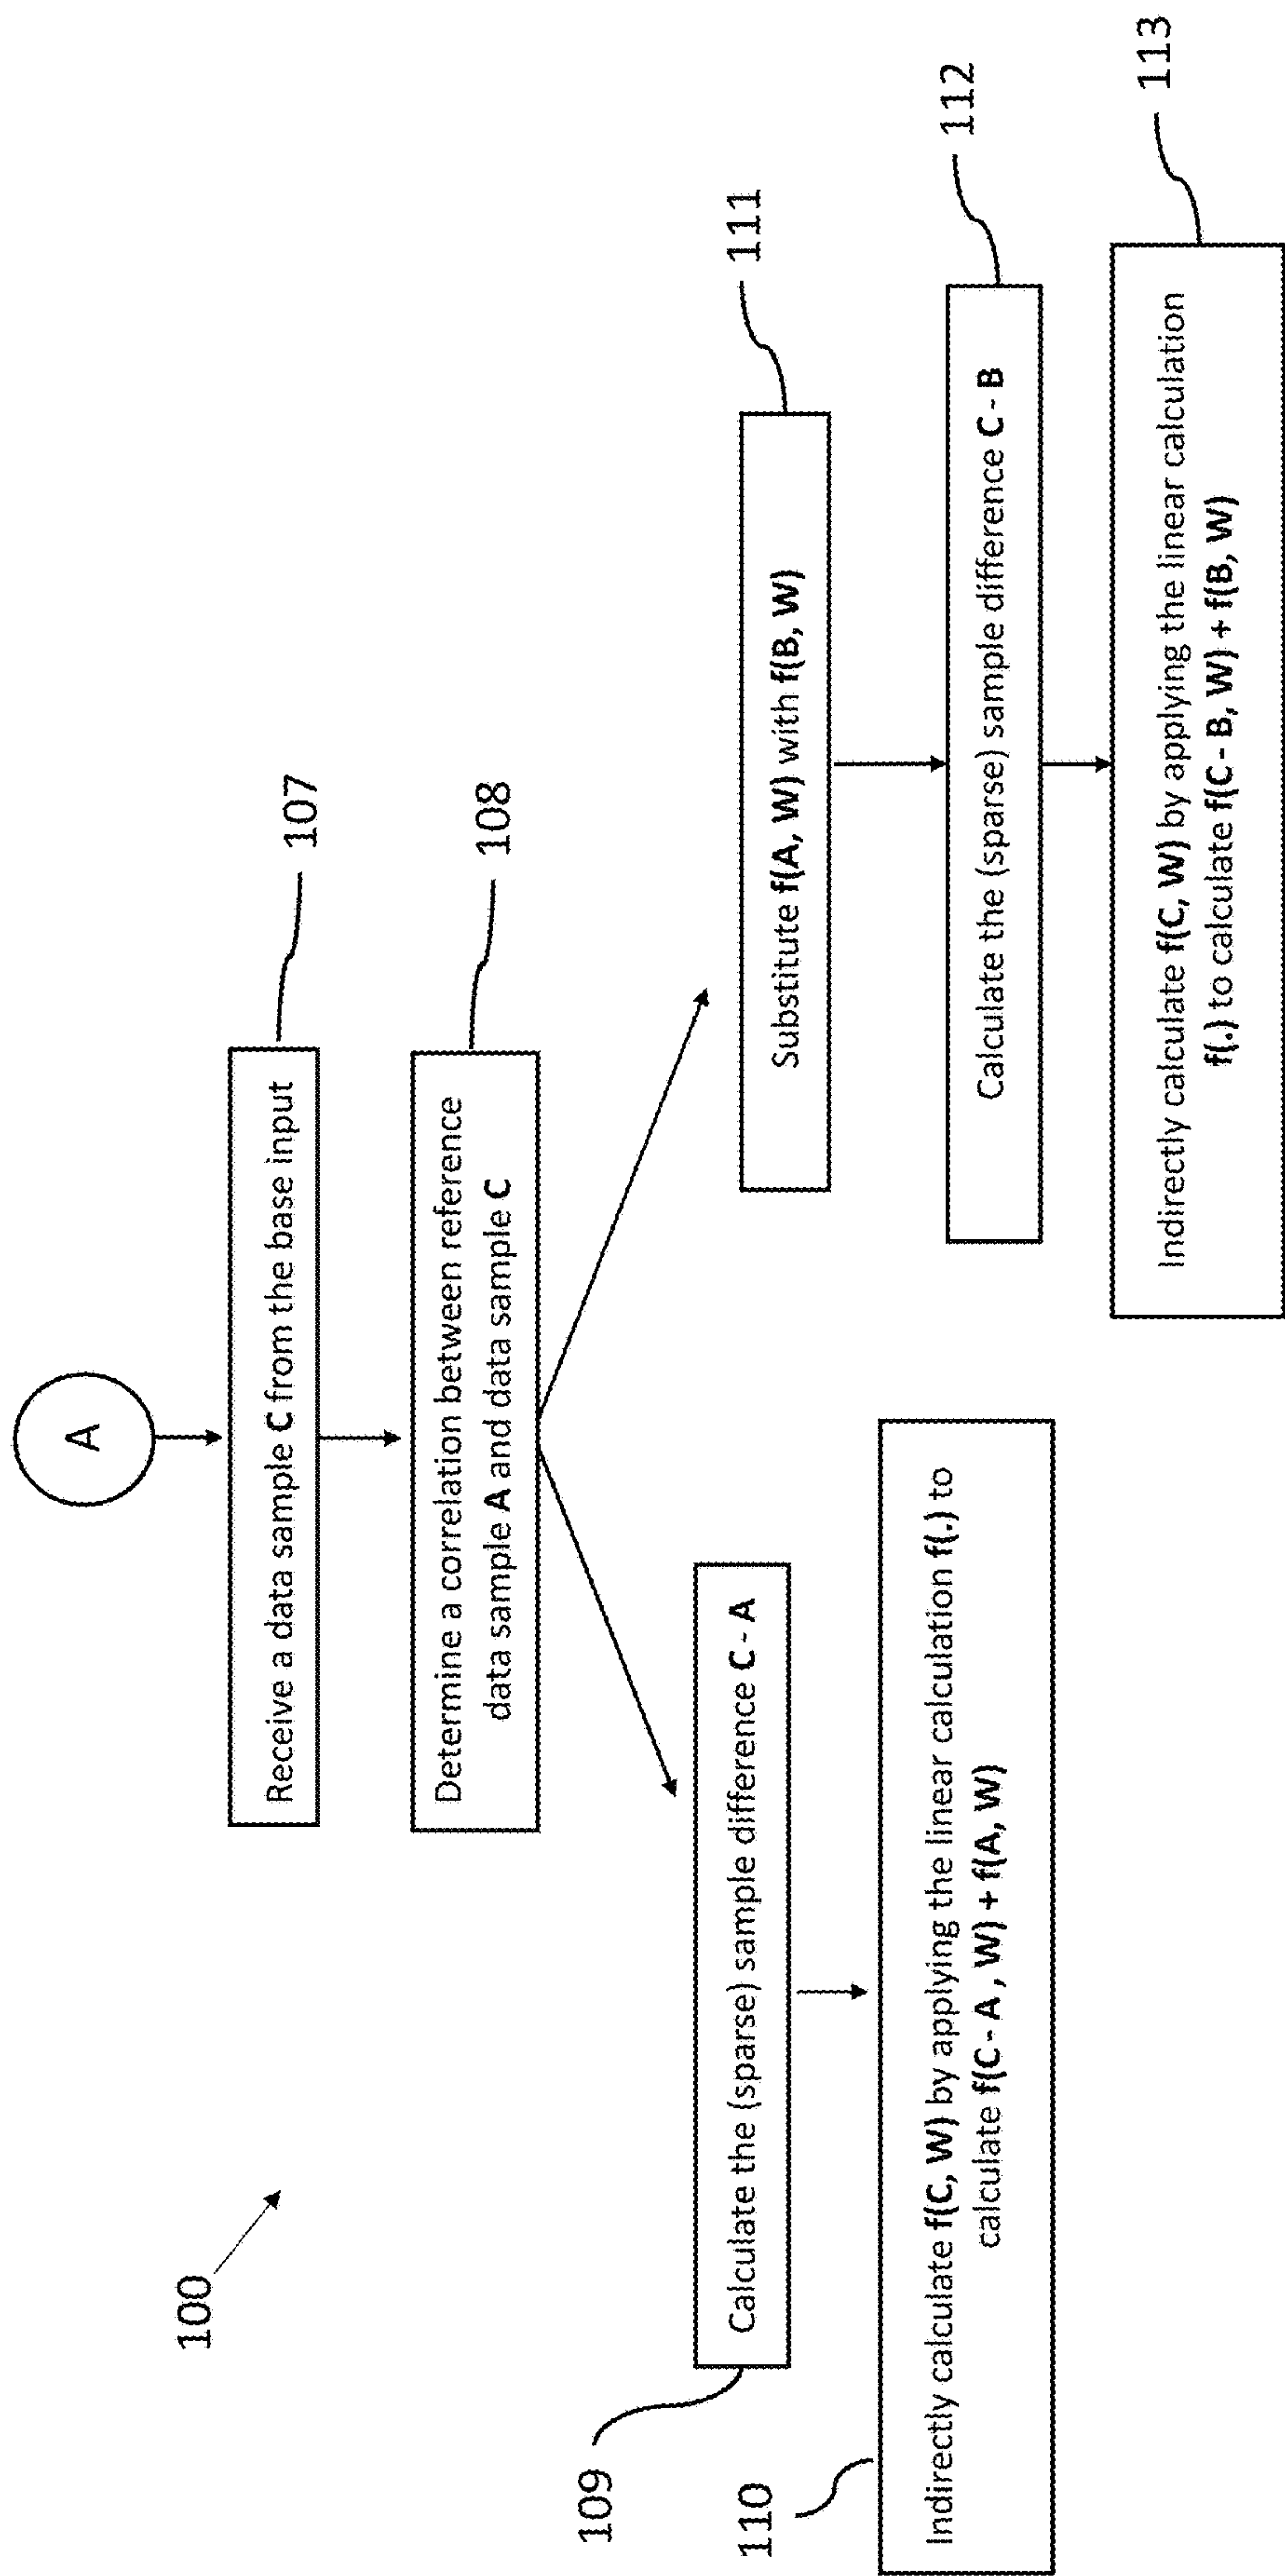 A
100
Receive a data sample C from the base input
107
Determine a correlation between reference
data sample A and data sample C
108
109
Calculate the (sparse) sample difference C - A
110
Indirectly calculate f(C, W) by applying the linear calculation f(.) to
calculate f(C - A , W) + f(A, W)
Substitute f(A, W) with f(B, W)
111
Calculate the (sparse) sample difference C - B
112
Indirectly calculate f(C, W) by applying the linear calculation
f(.) to calculate f(C - B, W) + f(B, W)
113